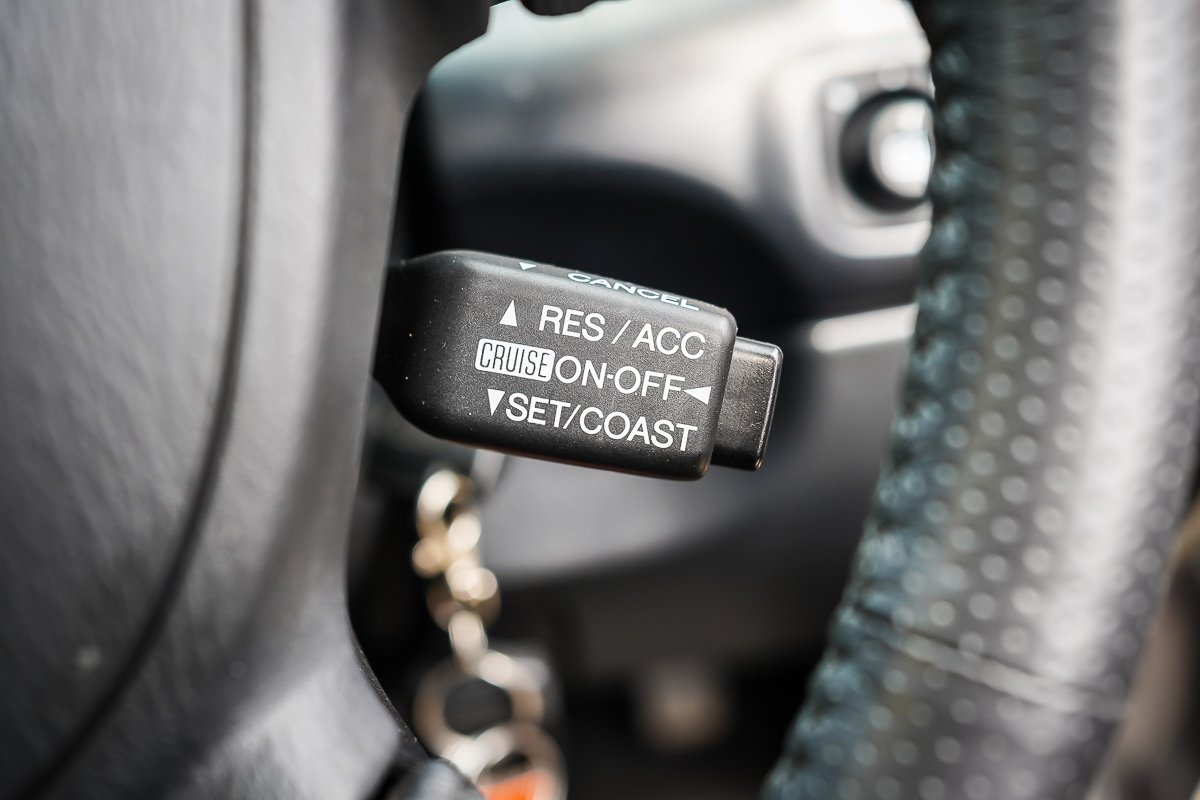 ▼ CANCEL
▲ RES / ACC
CRUISE ON-OFF ◀
▼ SET/COAST